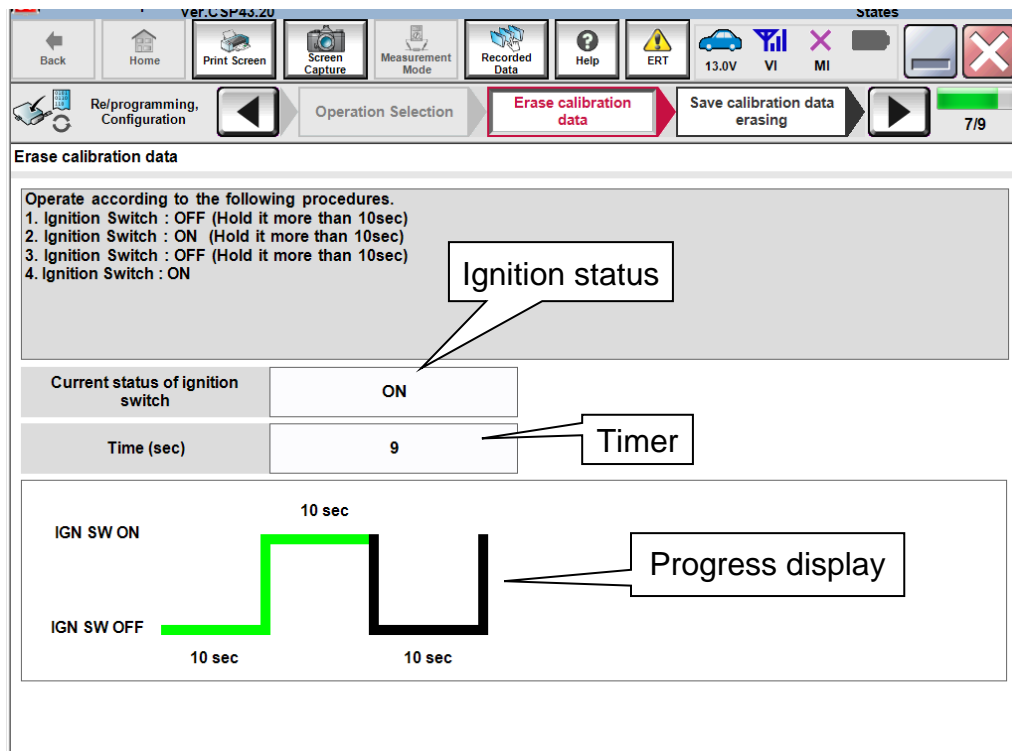 Ver.CSP43.20
States
Back
Home
Print Screen
Screen
Capture
Measurement
Mode
Recorded
Data
Help
ERT
13.0V
VI
MI
Re/programming,
Configuration
Operation Selection
Erase calibration
data
Save calibration data
erasing
7/9
Erase calibration data
Operate according to the following procedures.
1. Ignition Switch : OFF (Hold it more than 10sec)
2. Ignition Switch : ON (Hold it more than 10sec)
3. Ignition Switch : OFF (Hold it more than 10sec)
4. Ignition Switch : ON
Ignition status
Current status of ignition
switch
ON
Time (sec)
9
Timer
10 sec
IGN SW ON
Progress display
IGN SW OFF
10 sec
10 sec